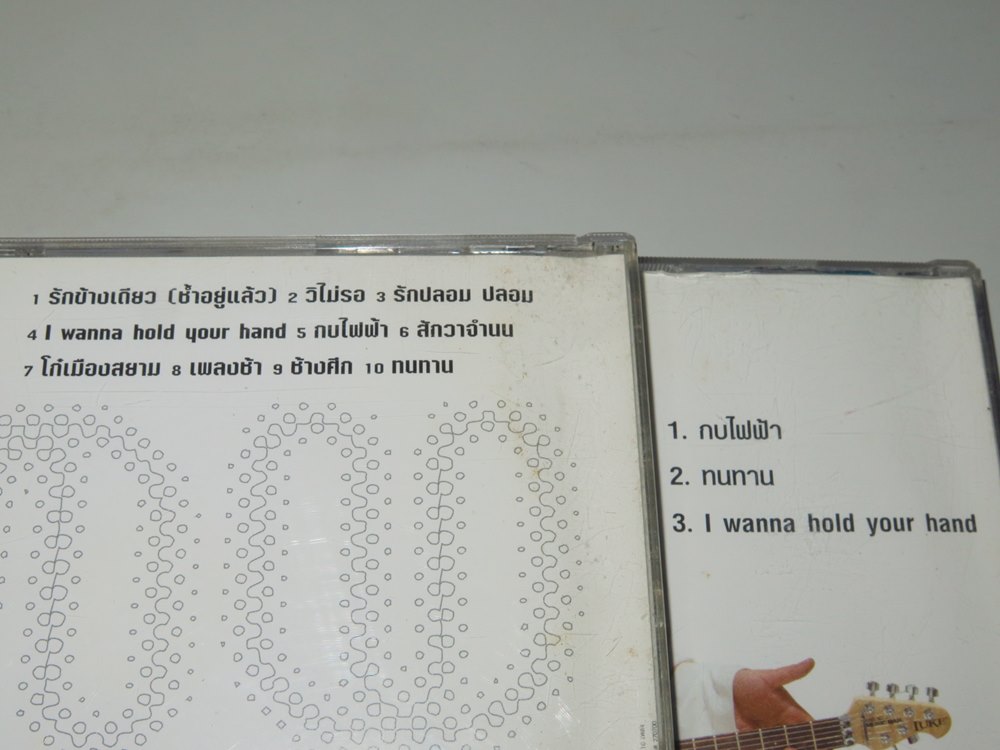 1 รักข้างเดียว (ช้ำอยู่แล้ว) 2 วิไม่รอ 3 รักปลอม ปลอม
4 I wanna hold your hand 5 กบไฟฟ้า 6 สักวาจำนน
7 โก๋เมืองสยาม 8 เพลงช้า 9 ช้างศึก 10 ทนทาน
1. กบไฟฟ้า
2. ทนทาน
3. I wanna hold your hand
LUKE